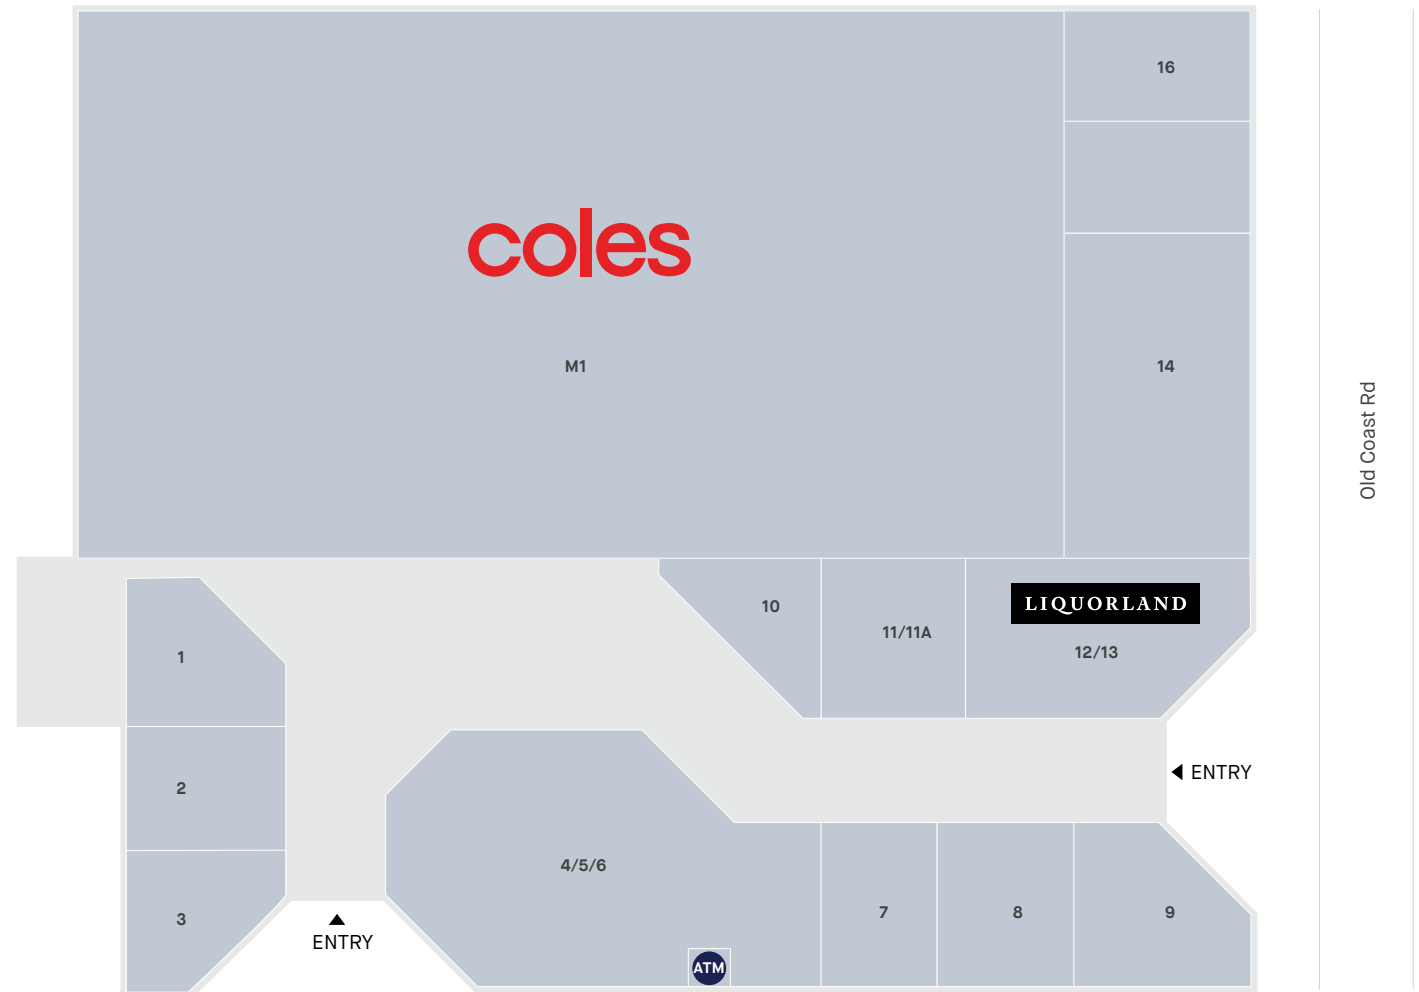 16
coles
M1
14
Old Coast Rd
10
11/11A
LIQUORLAND
12/13
1
2
3
ENTRY
4/5/6
7
8
9
ENTRY
ATM